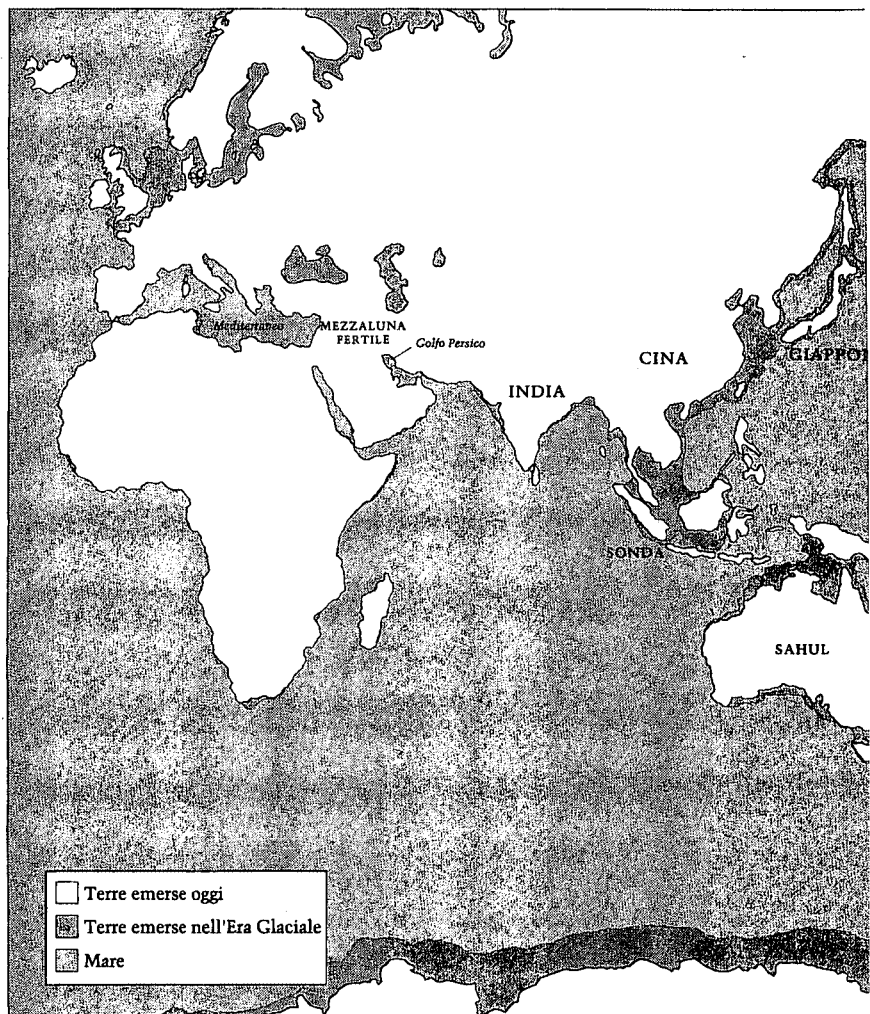 Mediterraneo
MEZZALUNA
FERTILE
Golfo Persico
INDIA
CINA
GIAPPO
SONDA
SAHUL
Terre emerse oggi
Terre emerse nell'Era Glaciale
Mare